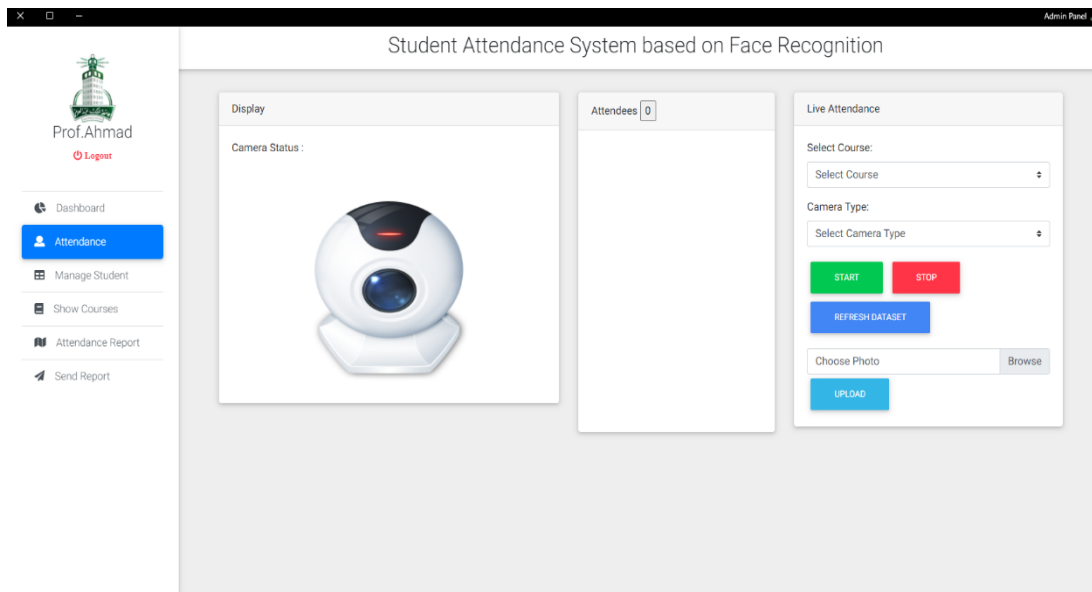 Admin Panel
Student Attendance System based on Face Recognition
Prof.Ahmad
Logout
Dashboard
Attendance
Manage Student
Show Courses
Attendance Report
Send Report
Display
Camera Status :
Attendees 0
Live Attendance
Select Course:
Select Course
Camera Type:
Select Camera Type
START STOP
REFRESH DATASET
Choose Photo Browse
UPLOAD